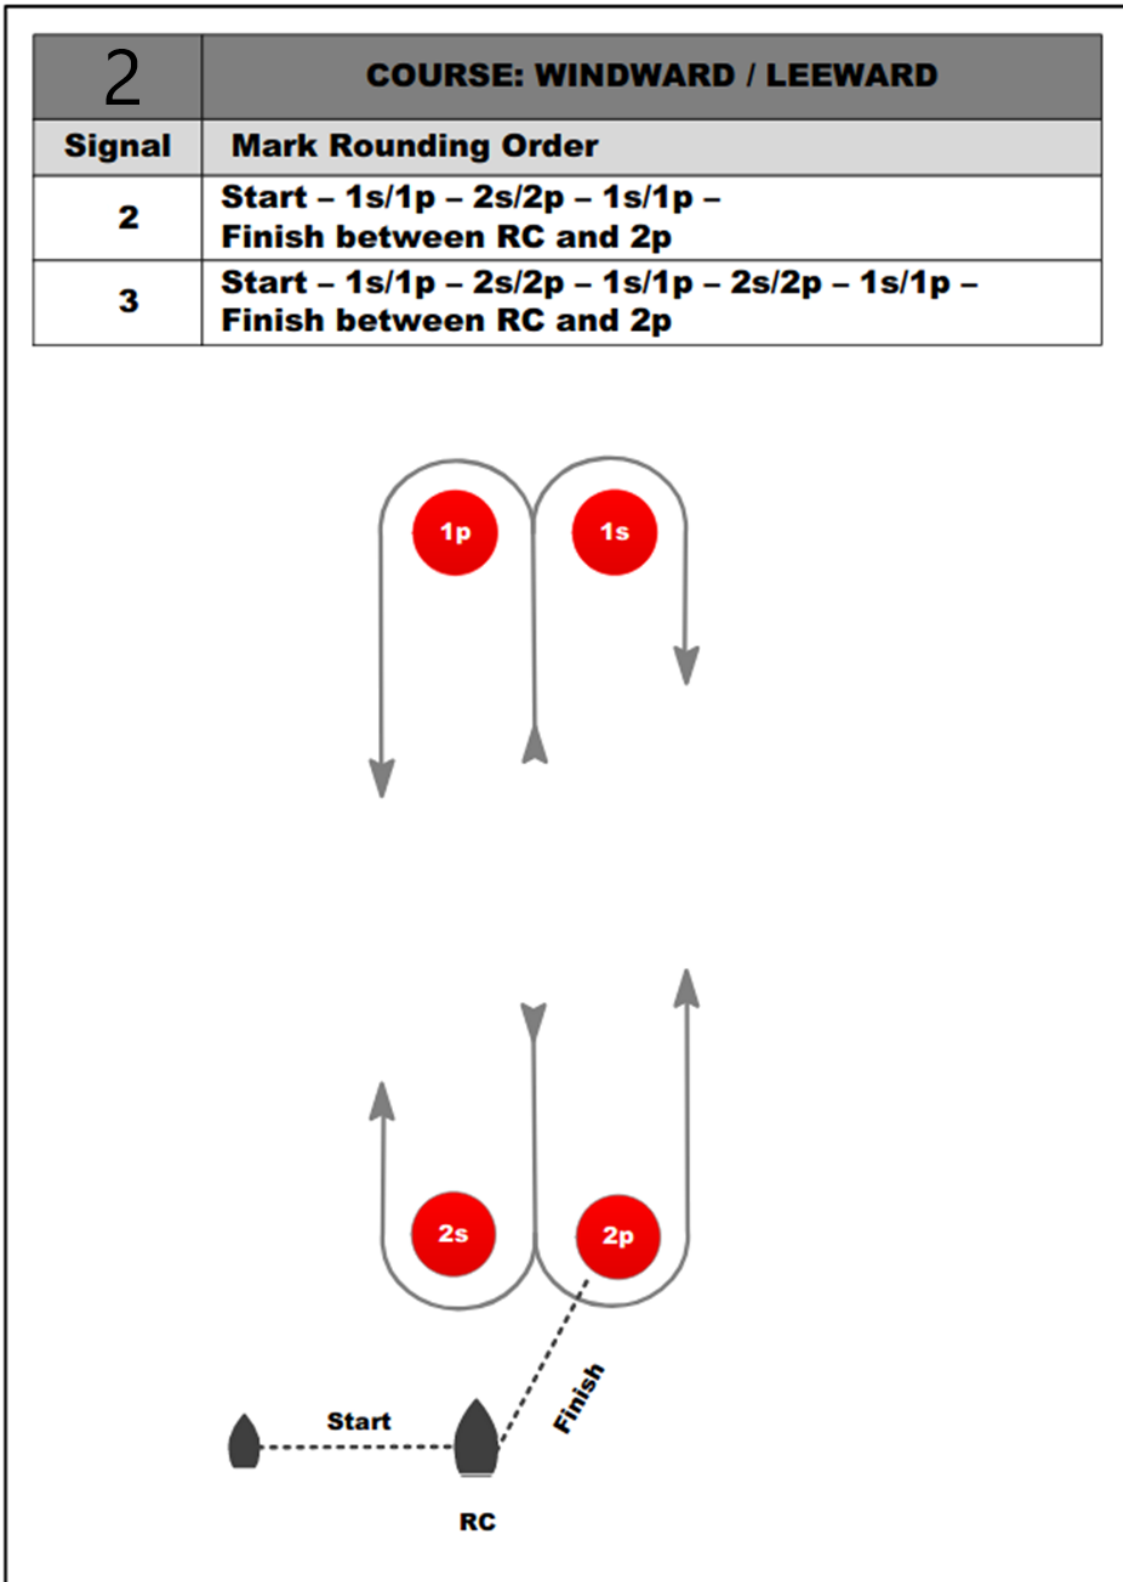 2
COURSE: WINDWARD / LEEWARD
Signal
Mark Rounding Order
2
Start – 1s/1p – 2s/2p – 1s/1p –
Finish between RC and 2p
3
Start – 1s/1p – 2s/2p – 1s/1p – 2s/2p – 1s/1p –
Finish between RC and 2p
1p
1s
2s
2p
Finish
Start
RC